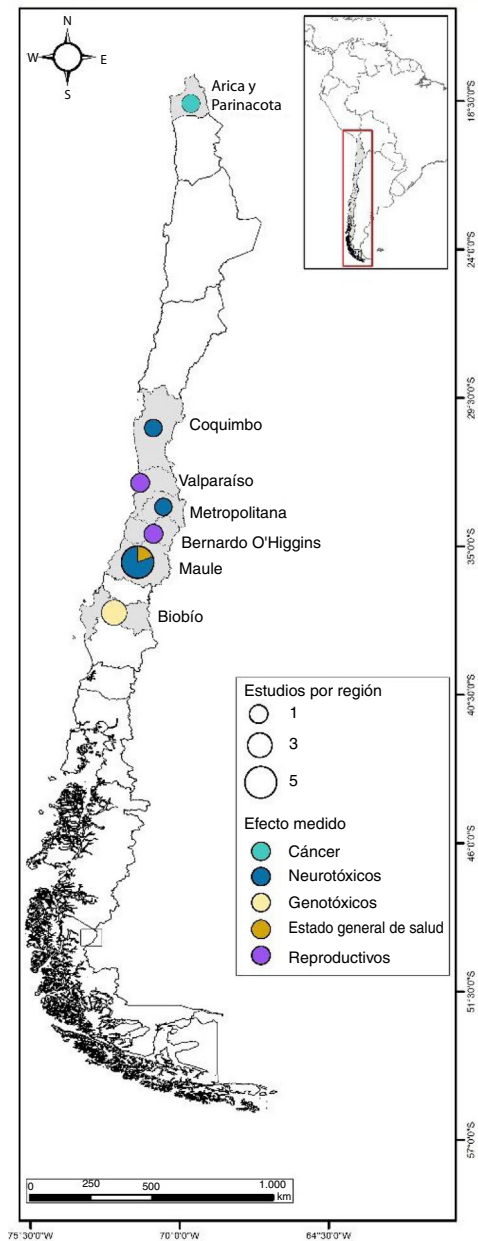 N
W
E
S
Arica y
Parinacota
18°30'0"S
24°0'0"S
29°30'0"S
Coquimbo
Valparaíso
Metropolitana
Bernardo O'Higgins
Maule
35°0'0"S
Biobío
40°30'0"S
Estudios por región
1
3
5
Efecto medido
Cáncer
Neurotóxicos
Genotóxicos
Estado general de salud
Reproductivos
46°0'0"S
51°30'0"S
57°0'0"S
0 250 500 1.000
km
75°30'0"W 70°0'0"W 64°30'0"W